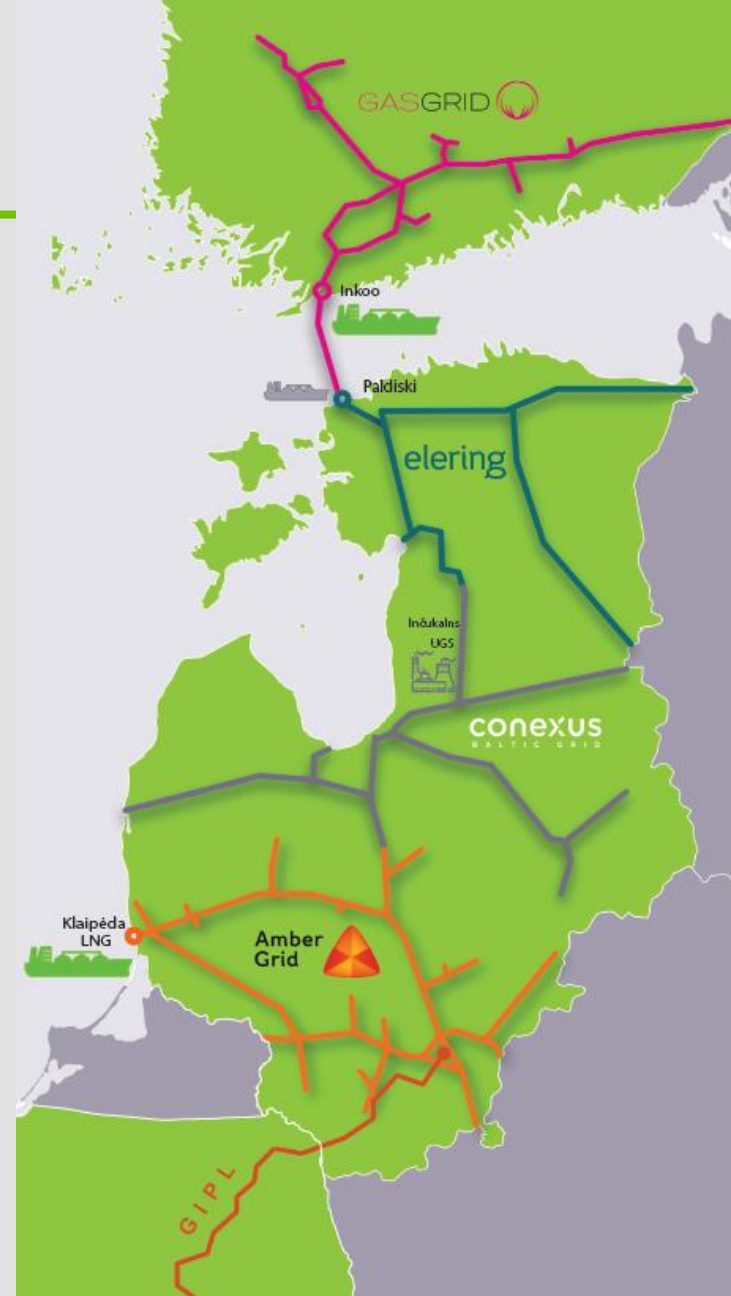 GASGRID
Inkoo
Paldiski
elering
Inčukalns
UGS
conexus
BALTIC GRID
Klaipėda
LNG
Amber
Grid
GIPL